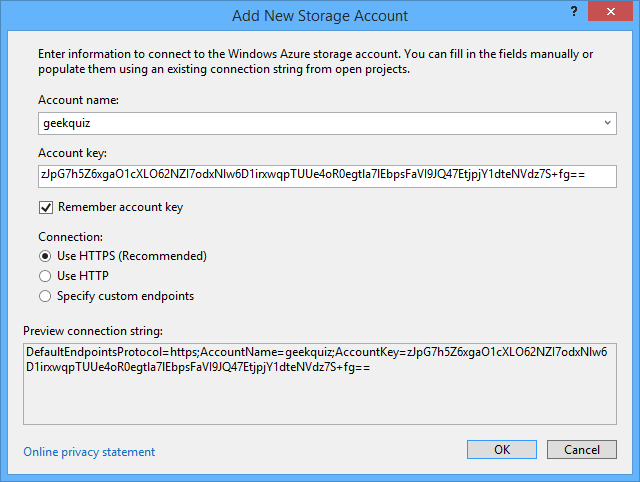 Add New Storage Account
?
Enter information to connect to the Windows Azure storage account. You can fill in the fields manually or
populate them using an existing connection string from open projects.
Account name:
geekquiz
Account key:
zJpG7h5Z6xgaO1cXLO62NZI7odxNIw6D1irxwqpTUUe4oR0egtIa7IEbpsFaVI9JQ47EtjpjY1dteNVdz7S+fg==
Remember account key
Connection:
Use HTTPS (Recommended)
Use HTTP
Specify custom endpoints
Preview connection string:
DefaultEndpointsProtocol=https;AccountName=geekquiz;AccountKey=zJpG7h5Z6xgaO1cXLO62NZI7odxNIw6
D1irxwqpTUUe4oR0egtIa7IEbpsFaVI9JQ47EtjpjY1dteNVdz7S+fg==
Online privacy statement
OK
Cancel